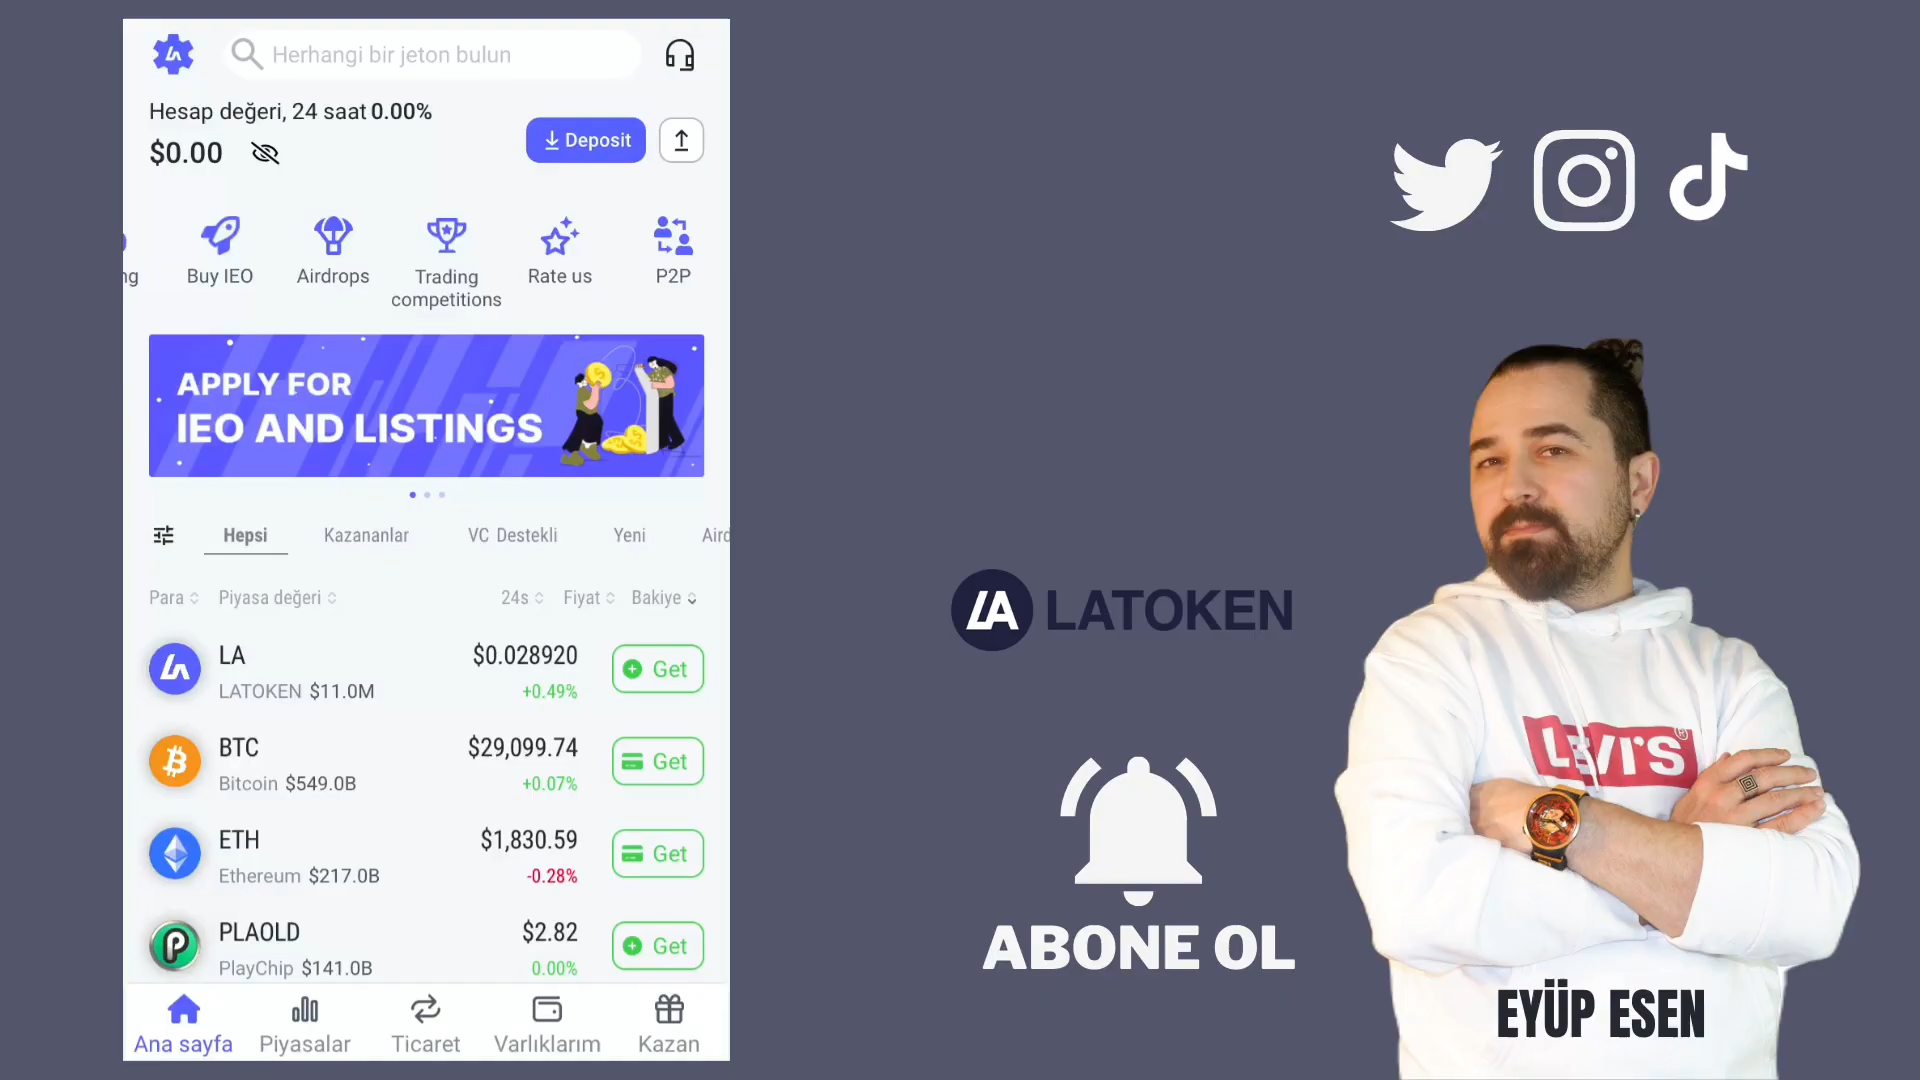 Herhangi bir jeton bulun
Hesap değeri, 24 saat 0.00%
$0.00
Deposit
ng
Buy IEO
Airdrops
Trading
competitions
Rate us
P2P
APPLY FOR
IEO AND LISTINGS
Hepsi
Kazananlar
VC Destekli
Yeni
Aird
Para
Piyasa değeri
24s
Fiyat
Bakiye
LA
$0.028920
Get
LATOKEN $11.0M
+0.49%
BTC
$29,099.74
Get
Bitcoin $549.0B
+0.07%
ETH
$1,830.59
Get
Ethereum $217.0B
-0.28%
PLAOLD
$2.82
Get
PlayChip $141.0B
0.00%
Ana sayfa
Piyasalar
Ticaret
Varlıklarım
Kazan
LA LATOKEN
ABONE OL
LEVI'S ®
EYÜP ESEN